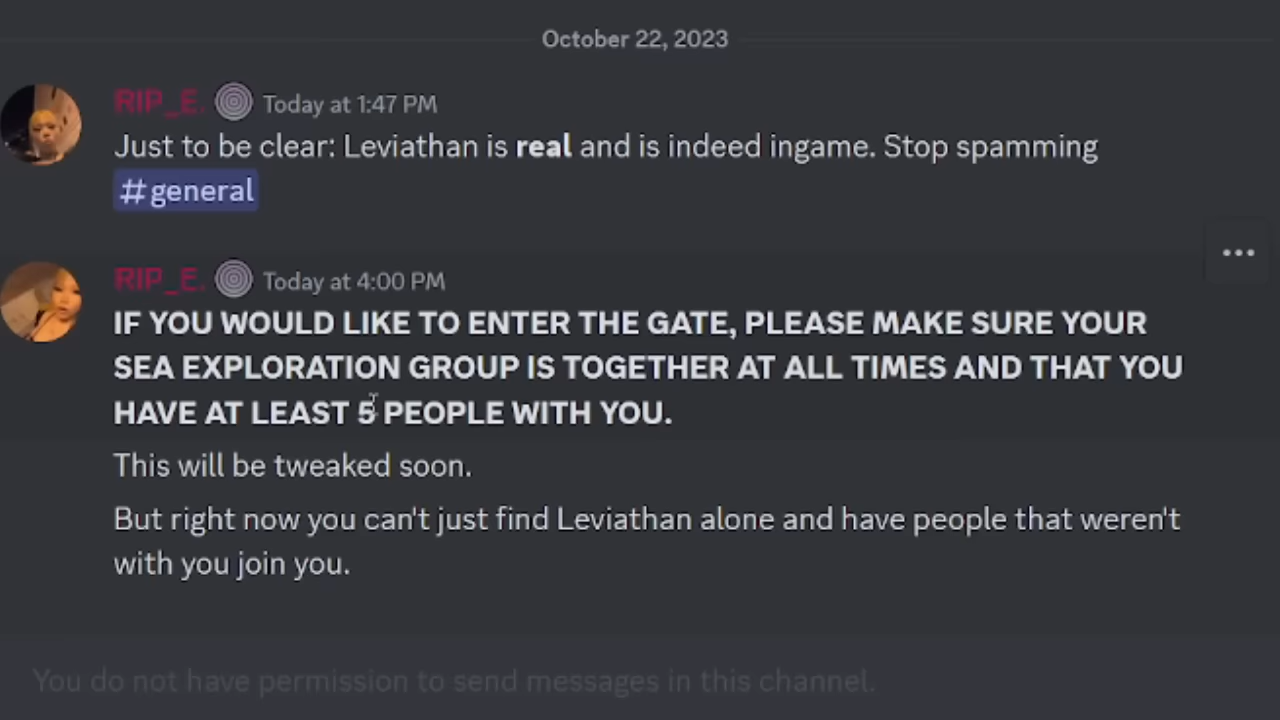 October 22, 2023
RIP_E. Today at 1:47 PM
Just to be clear: Leviathan is real and is indeed ingame. Stop spamming
#general
RIP_E. Today at 4:00 PM
IF YOU WOULD LIKE TO ENTER THE GATE, PLEASE MAKE SURE YOUR
SEA EXPLORATION GROUP IS TOGETHER AT ALL TIMES AND THAT YOU
HAVE AT LEAST 5 PEOPLE WITH YOU.
This will be tweaked soon.
But right now you can't just find Leviathan alone and have people that weren't
with you join you.
You do not have permission to send messages in this channel.